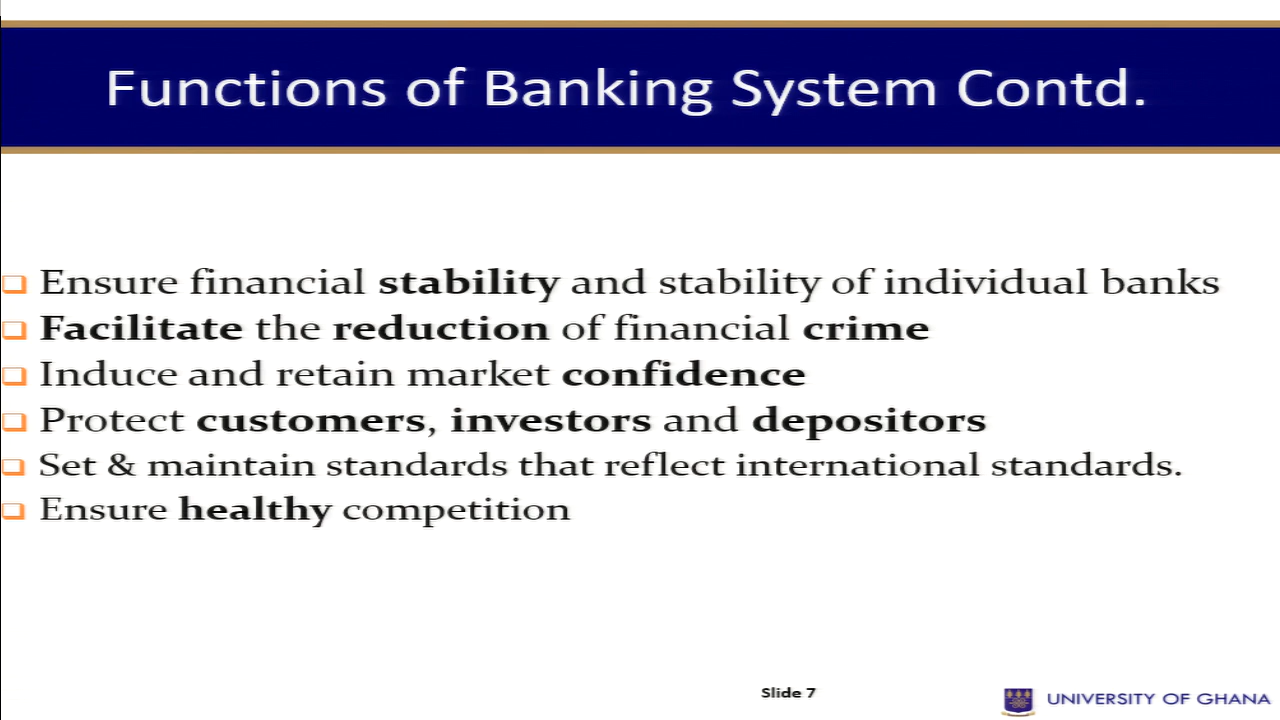 Functions of Banking System Contd.
Ensure financial stability and stability of individual banks
Facilitate the reduction of financial crime
Induce and retain market confidence
Protect customers, investors and depositors
Set & maintain standards that reflect international standards.
Ensure healthy competition
Slide 7
UNIVERSITY OF GHANA